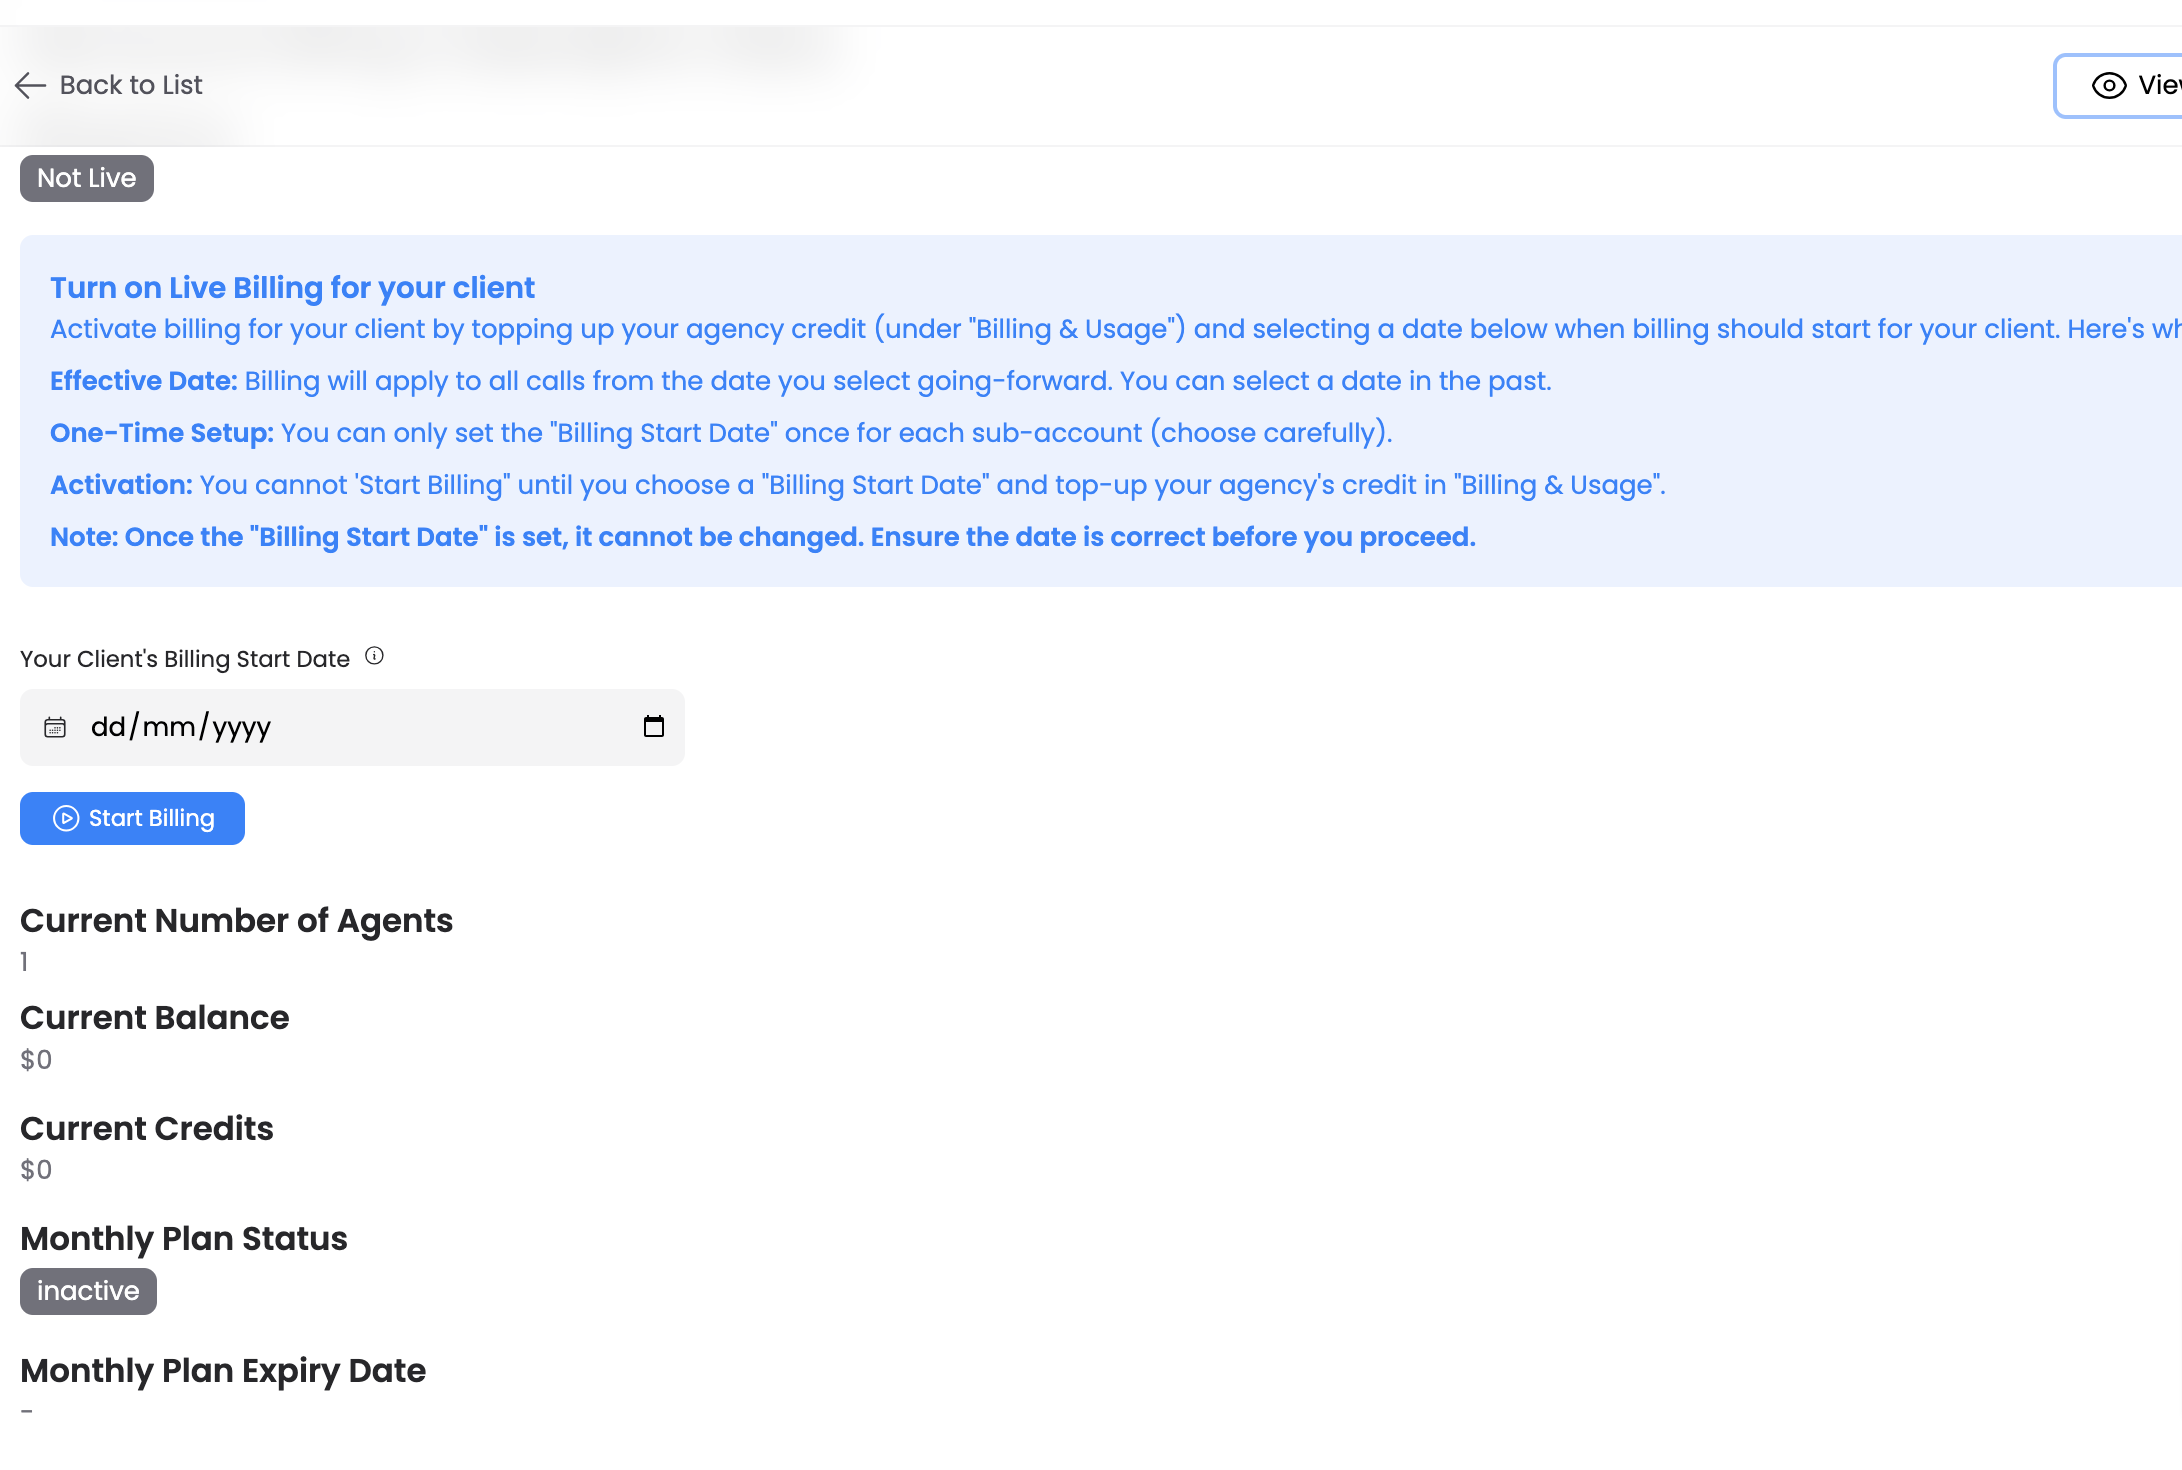 Back to List
Not Live
Turn on Live Billing for your client
Activate billing for your client by topping up your agency credit (under "Billing & Usage") and selecting a date below when billing should start for your client. Here's
Effective Date: Billing will apply to all calls from the date you select going-forward. You can select a date in the past.
One-Time Setup: You can only set the "Billing Start Date" once for each sub-account (choose carefully).
Activation: You cannot 'Start Billing" until you choose a "Billing Start Date" and top-up your agency's credit in "Billing & Usage".
Note: Once the "Billing Start Date" is set, it cannot be changed. Ensure the date is correct before you proceed.
Your Client's Billing Start Date
dd/mm/yyyy
Start Billing
Current Number of Agents
1
Current Balance
$0
Current Credits
$0
Monthly Plan Status
inactive
Monthly Plan Expiry Date
-